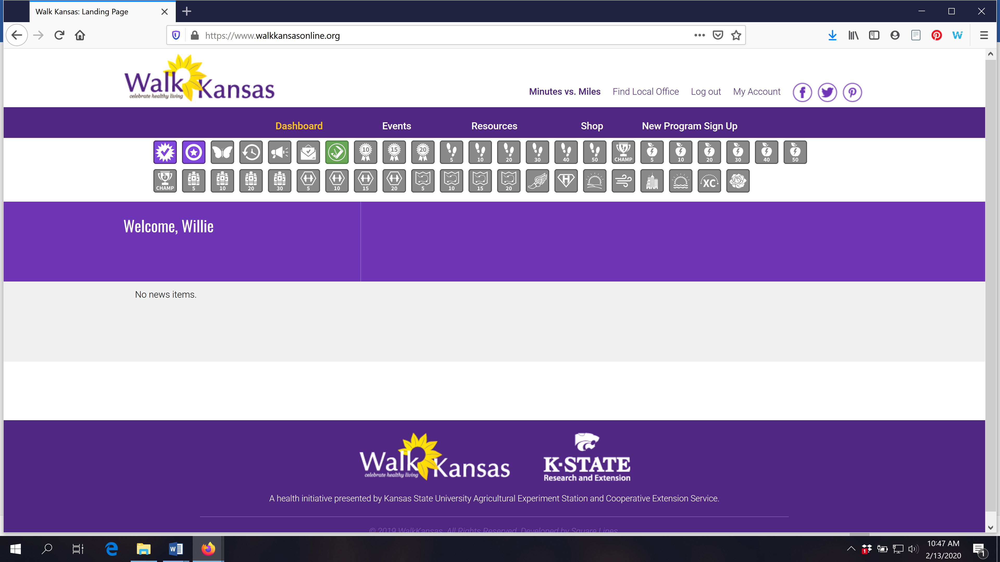 Walk Kansas: Landing Page
https://www.walkkansasonline.org
Walk Kansas
celebrate healthy living
Minutes vs. Miles Find Local Office Log out My Account
Dashboard Events Resources Shop New Program Sign Up
10 15 20 5 10 20 30 40 50 CHAMP 5 10 20 30 40 50
CHAMP 5 10 20 30 5 10 15 20 5 10 15 20 H XC
Welcome, Willie
No news items.
Walk Kansas
celebrate healthy living
K·STATE
Research and Extension
A health initiative presented by Kansas State University Agricultural Experiment Station and Cooperative Extension Service.
© 2019 WalkKansas. All Rights Reserved. Developed by Square Lines
10:47 AM
2/13/2020
1
1